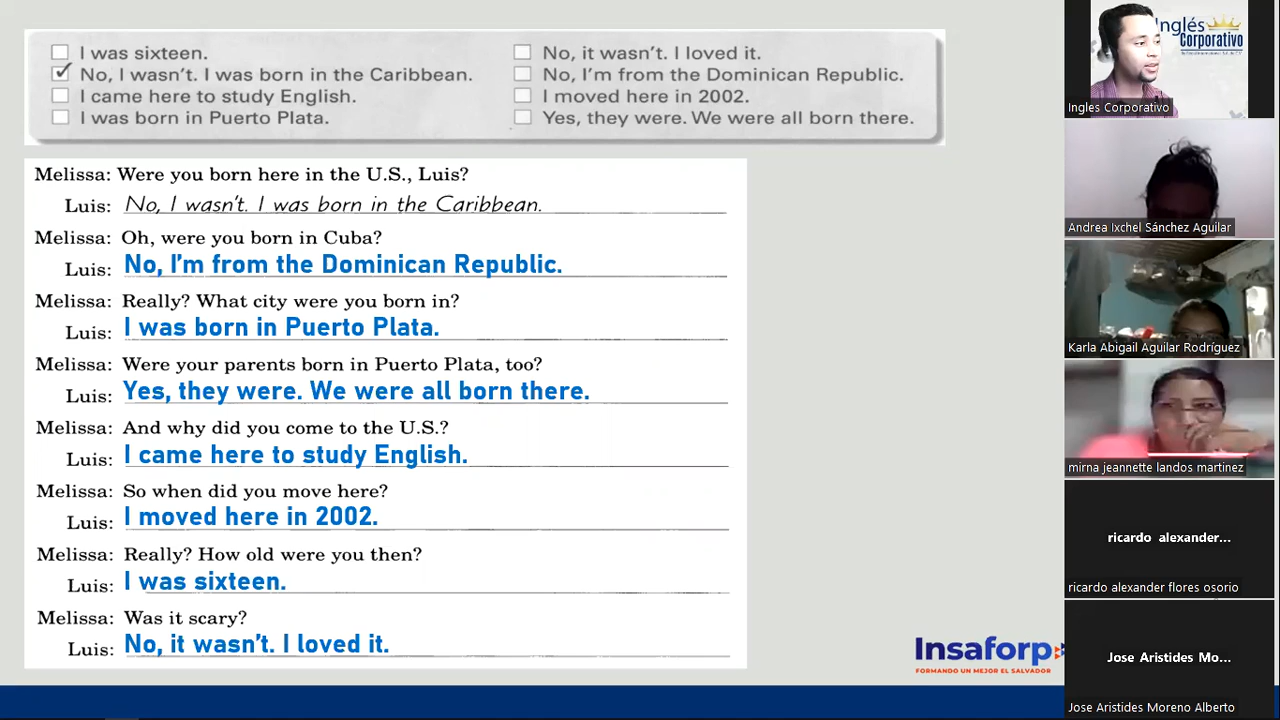 I was sixteen.
No, I wasn't. I was born in the Caribbean.
I came here to study English.
I was born in Puerto Plata.
No, it wasn't. I loved it.
No, I'm from the Dominican Republic.
I moved here in 2002.
Yes, they were. We were all born there.
Melissa: Were you born here in the U.S., Luis?
Luis: No, I wasn't. I was born in the Caribbean.
Melissa: Oh, were you born in Cuba?
Luis: No, I'm from the Dominican Republic.
Melissa: Really? What city were you born in?
Luis: I was born in Puerto Plata.
Melissa: Were your parents born in Puerto Plata, too?
Luis: Yes, they were. We were all born there.
Melissa: And why did you come to the U.S.?
Luis: I came here to study English.
Melissa: So when did you move here?
Luis: I moved here in 2002.
Melissa: Really? How old were you then?
Luis: I was sixteen.
Melissa: Was it scary?
Luis: No, it wasn't. I loved it.
Insaforp
FORMANDO UN MEJOR EL SALVADOR
Inglés
Corporativo
Ingles Corporativo
Andrea Ixchel Sánchez Aguilar
Karla Abigail Aguilar Rodríguez
mirna jeannette landos martinez
ricardo alexander...
ricardo alexander flores osorio
Jose Aristides Mo...
Jose Aristides Moreno Alberto